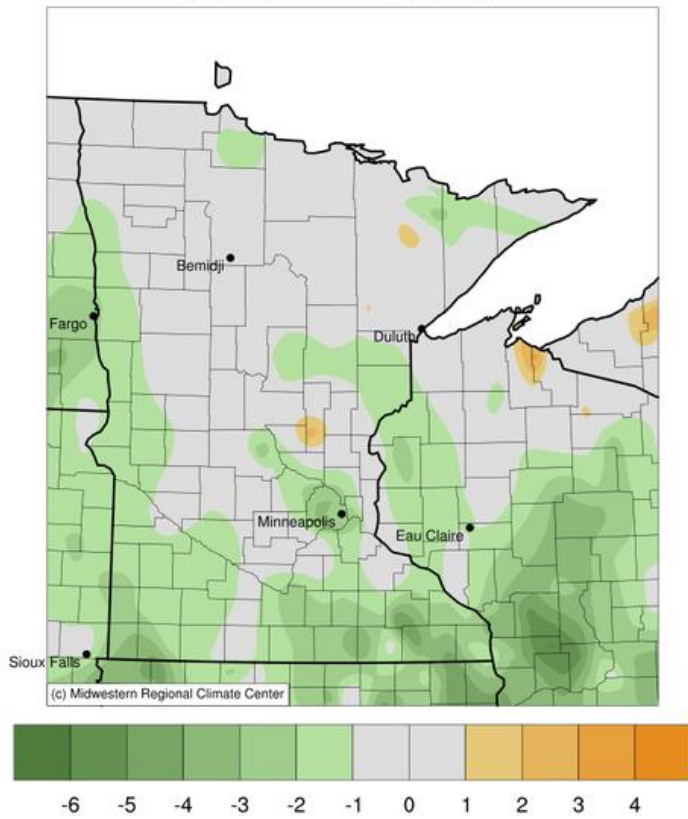 Bemidji
Fargo
Duluth
Minneapolis
Eau Claire
Sioux Falls
(c) Midwestern Regional Climate Center
-6 -5 -4 -3 -2 -1 0 1 2 3 4